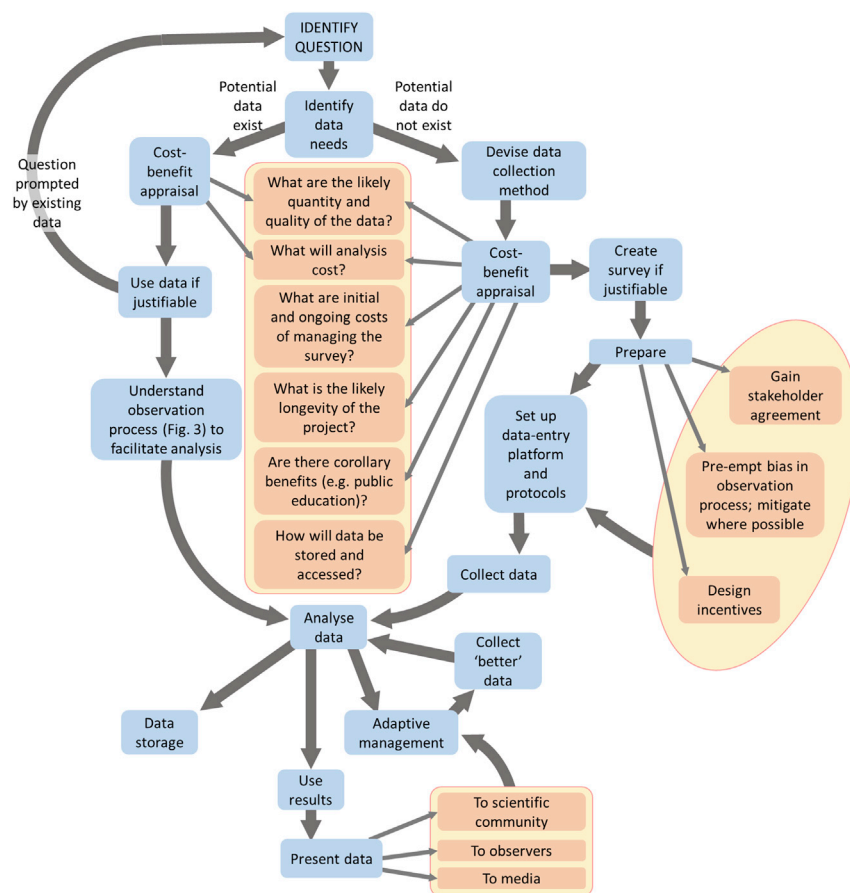 IDENTIFY
QUESTION
Potential
data
exist
Potential
data do
not exist
Identify
data
needs
Cost-
benefit
appraisal
Devise data
collection
method
Question
prompted
by existing
data
What are the likely
quantity and
quality of the data?
What will analysis
cost?
What are initial
and ongoing costs
of managing the
survey?
What is the likely
longevity of the
project?
Are there corollary
benefits (e.g. public
education)?
How will data be
stored and
accessed?
Cost-
benefit
appraisal
Create
survey if
justifiable
Use data if
justifiable
Prepare
Gain
stakeholder
agreement
Understand
observation
process (Fig. 3) to
facilitate analysis
Set up
data-entry
platform
and
protocols
Pre-empt bias in
observation
process; mitigate
where possible
Design
incentives
Collect data
Analyse
data
Collect
‘better’
data
Data
storage
Adaptive
management
Use
results
Present data
To scientific
community
To observers
To media